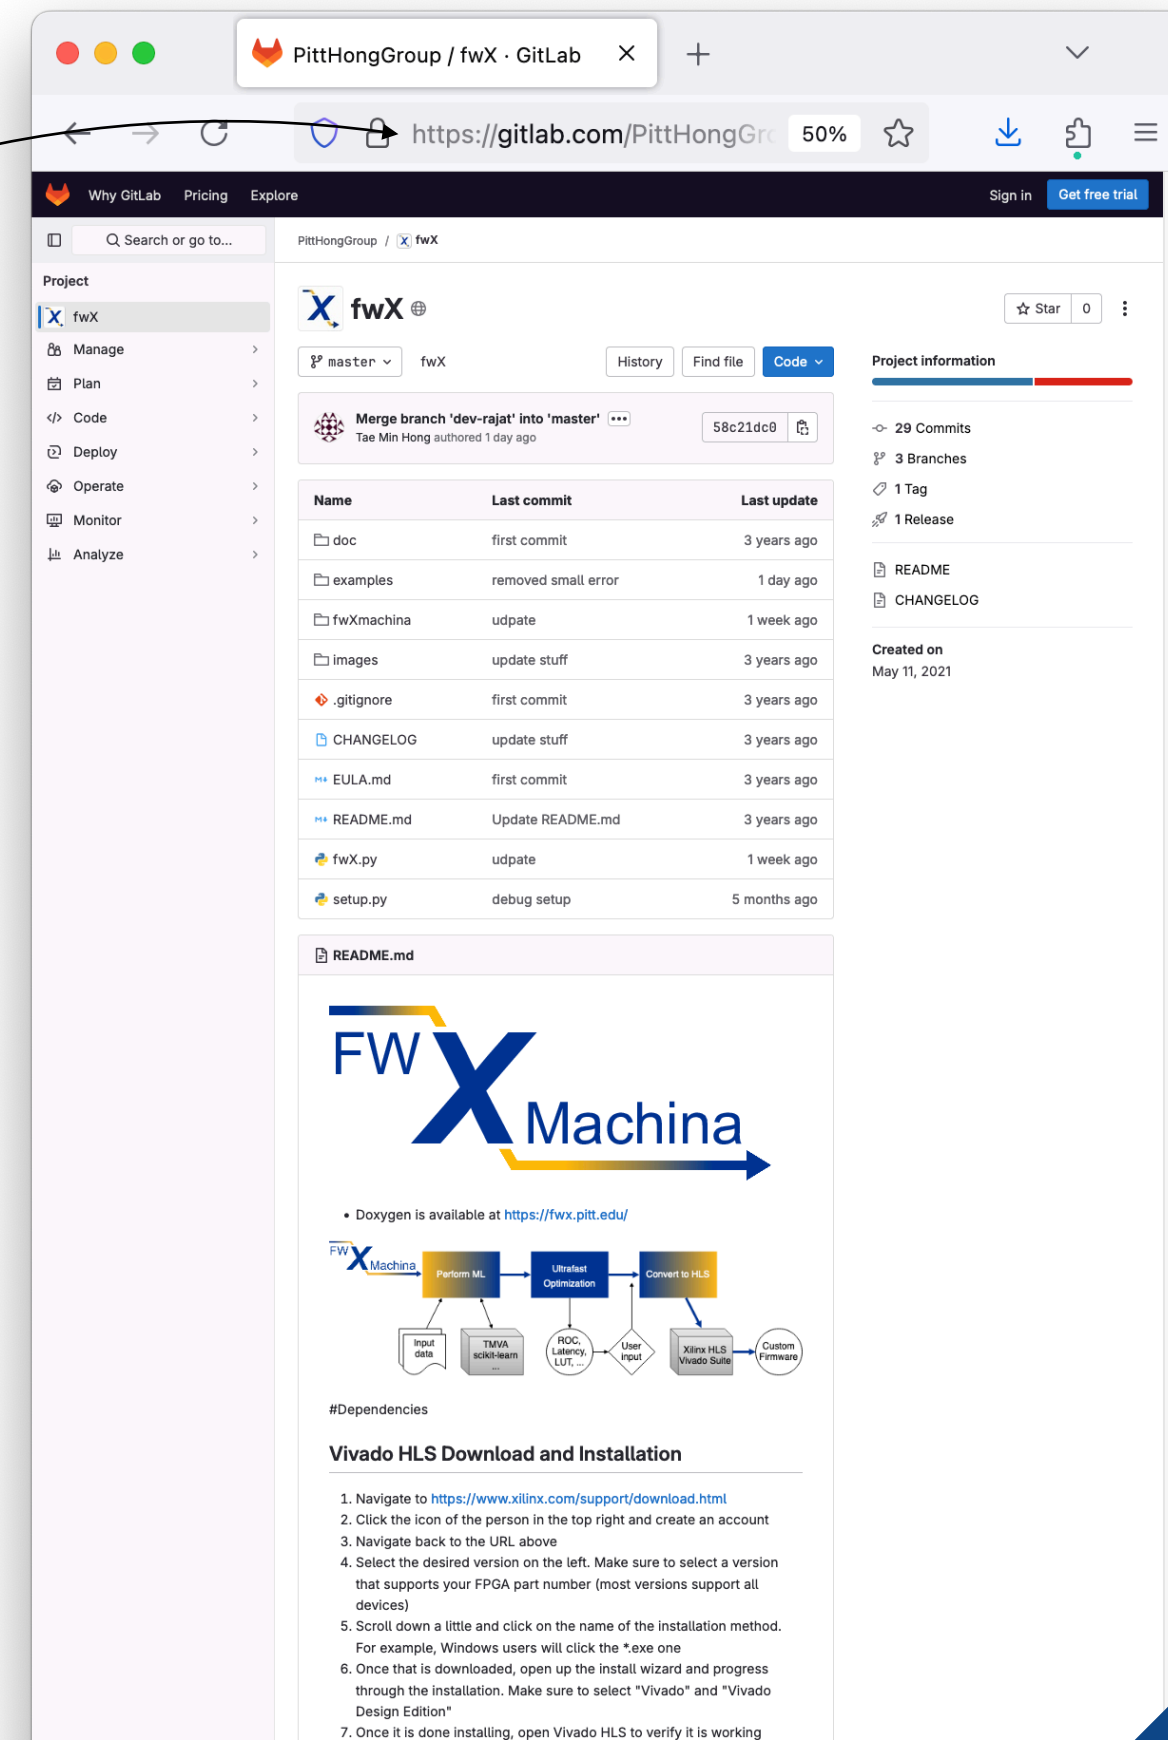 PittHongGroup / fwX · GitLab
https://gitlab.com/PittHongGro
50%
Why GitLab Pricing Explore Sign in Get free trial
Search or go to...
PittHongGroup / fwX
Project
fwX
Manage
Plan
Code
Deploy
Operate
Monitor
Analyze
fwX
Star 0
master fwX History Find file Code
Merge branch 'dev-rajat' into 'master'
Tae Min Hong authored 1 day ago
58c21dc0
Name Last commit Last update
doc first commit 3 years ago
examples removed small error 1 day ago
fwXmachina udpate 1 week ago
images update stuff 3 years ago
.gitignore first commit 3 years ago
CHANGELOG update stuff 3 years ago
EULA.md first commit 3 years ago
README.md Update README.md 3 years ago
fwX.py udpate 1 week ago
setup.py debug setup 5 months ago
Project information
29 Commits
3 Branches
1 Tag
1 Release
README
CHANGELOG
Created on
May 11, 2021
README.md
FW X Machina
• Doxygen is available at https://fwx.pitt.edu/
FW X Machina
Perform ML
Ultrafast
Optimization
Convert to HLS
Input
data
TMVA
scikit-learn
...
ROC,
Latency,
LUT, ...
User
input
Xilinx HLS
Vivado Suite
Custom
Firmware
#Dependencies
Vivado HLS Download and Installation
1. Navigate to https://www.xilinx.com/support/download.html
2. Click the icon of the person in the top right and create an account
3. Navigate back to the URL above
4. Select the desired version on the left. Make sure to select a version
that supports your FPGA part number (most versions support all
devices)
5. Scroll down a little and click on the name of the installation method.
For example, Windows users will click the *.exe one
6. Once that is downloaded, open up the install wizard and progress
through the installation. Make sure to select "Vivado" and "Vivado
Design Edition"
7. Once it is done installing, open Vivado HLS to verify it is working